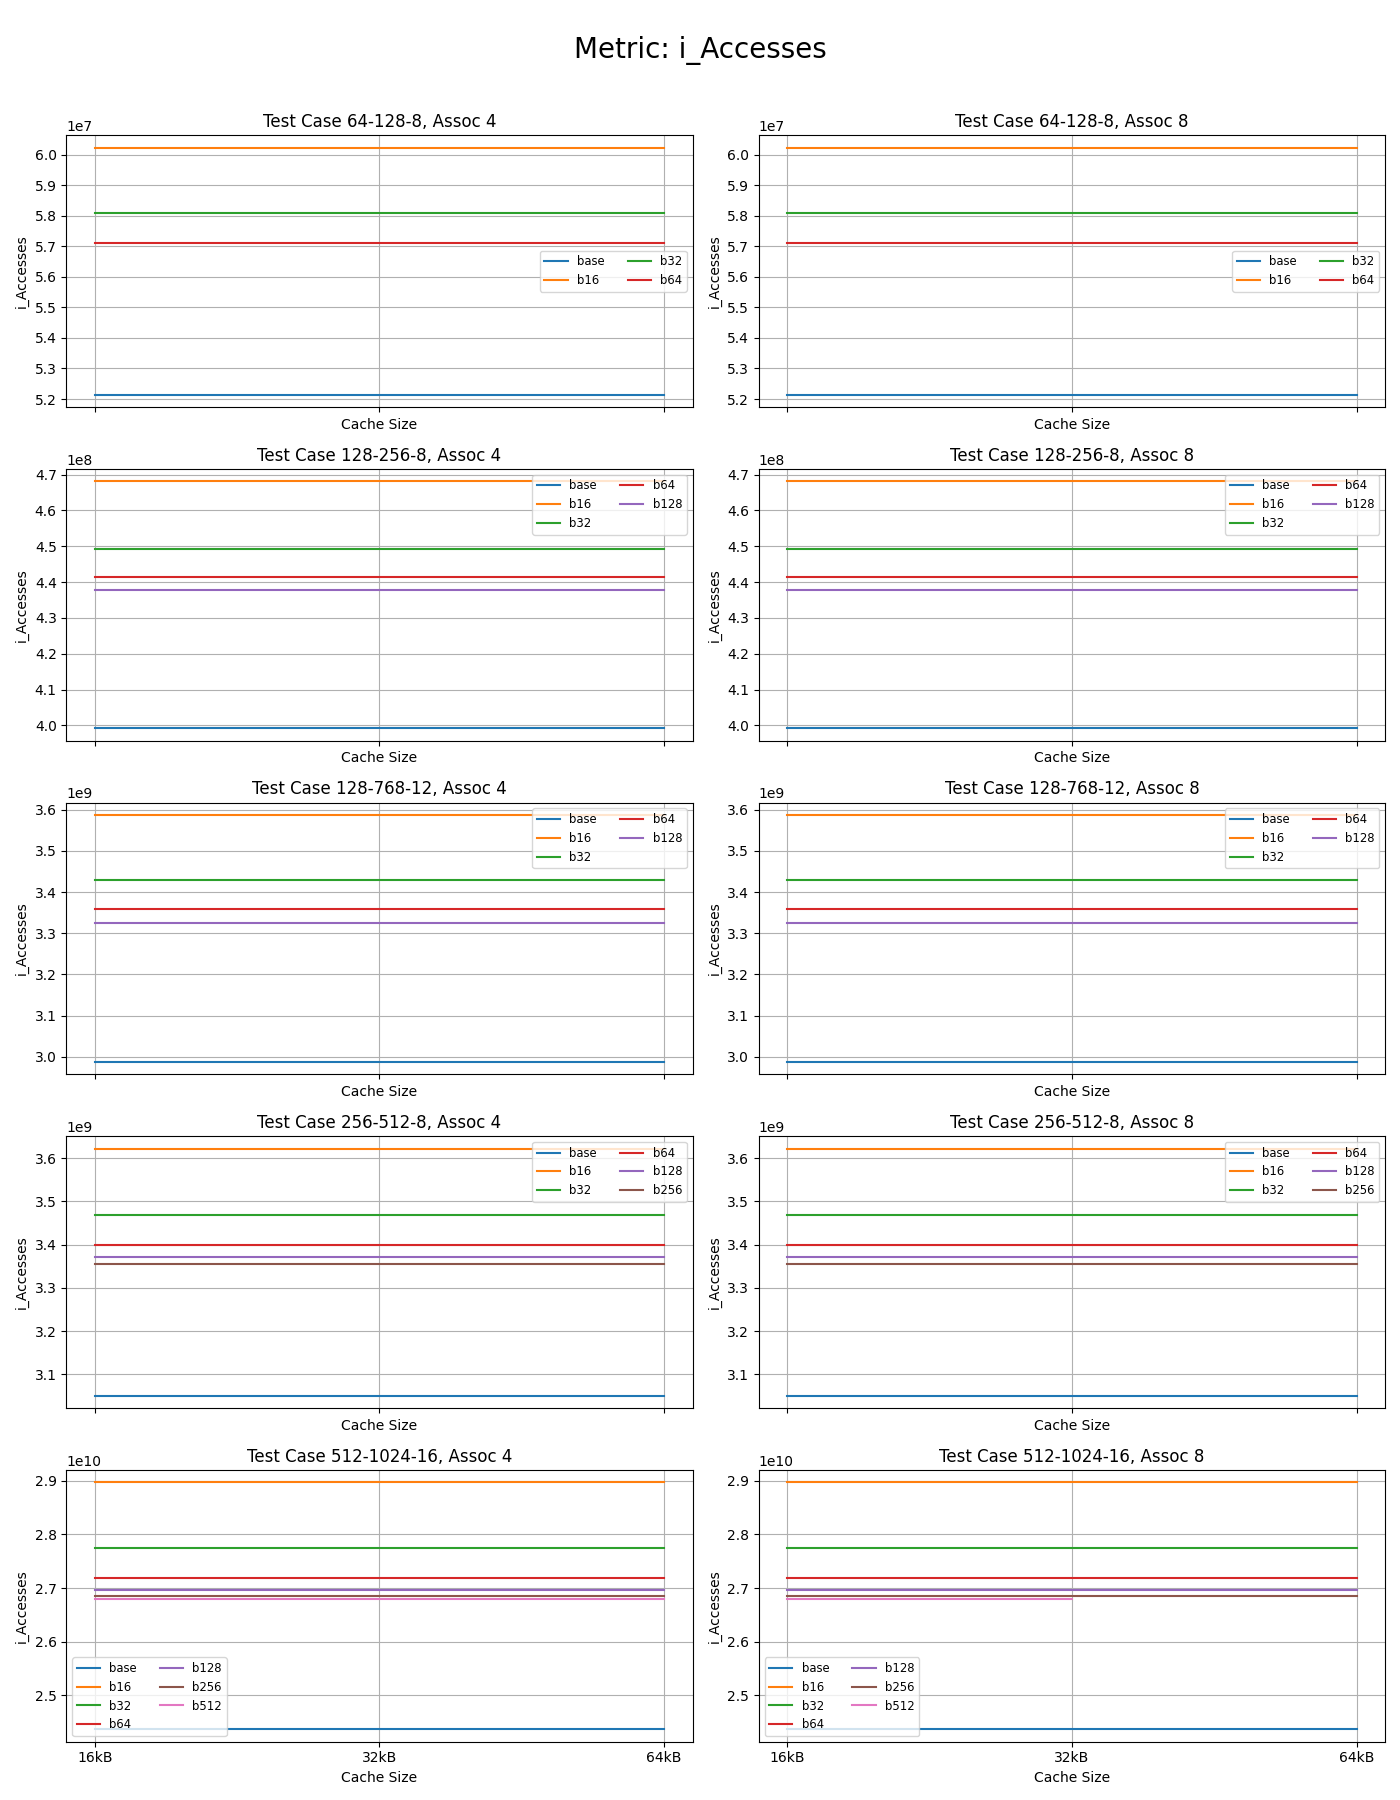 Metric: i_Accesses
Test Case 64-128-8, Assoc 4
1e7
6.0
5.9
5.8
5.7
5.6
5.5
5.4
5.3
5.2
i_Accesses
base b32
b16 b64
Cache Size
Test Case 64-128-8, Assoc 8
1e7
6.0
5.9
5.8
5.7
5.6
5.5
5.4
5.3
5.2
i_Accesses
base b32
b16 b64
Cache Size
Test Case 128-256-8, Assoc 4
1e8
4.7
4.6
4.5
4.4
4.3
4.2
4.1
4.0
i_Accesses
base b64
b16 b128
b32
Cache Size
Test Case 128-256-8, Assoc 8
1e8
4.7
4.6
4.5
4.4
4.3
4.2
4.1
4.0
i_Accesses
base b64
b16 b128
b32
Cache Size
Test Case 128-768-12, Assoc 4
1e9
3.6
3.5
3.4
3.3
3.2
3.1
3.0
i_Accesses
base b64
b16 b128
b32
Cache Size
Test Case 128-768-12, Assoc 8
1e9
3.6
3.5
3.4
3.3
3.2
3.1
3.0
i_Accesses
base b64
b16 b128
b32
Cache Size
Test Case 256-512-8, Assoc 4
1e9
3.6
3.5
3.4
3.3
3.2
3.1
i_Accesses
base b64
b16 b128
b32 b256
Cache Size
Test Case 256-512-8, Assoc 8
1e9
3.6
3.5
3.4
3.3
3.2
3.1
i_Accesses
base b64
b16 b128
b32 b256
Cache Size
Test Case 512-1024-16, Assoc 4
1e10
2.9
2.8
2.7
2.6
2.5
i_Accesses
base b128
b16 b256
b32 b512
b64
16kB 32kB 64kB
Cache Size
Test Case 512-1024-16, Assoc 8
1e10
2.9
2.8
2.7
2.6
2.5
i_Accesses
base b128
b16 b256
b32 b512
b64
16kB 32kB 64kB
Cache Size